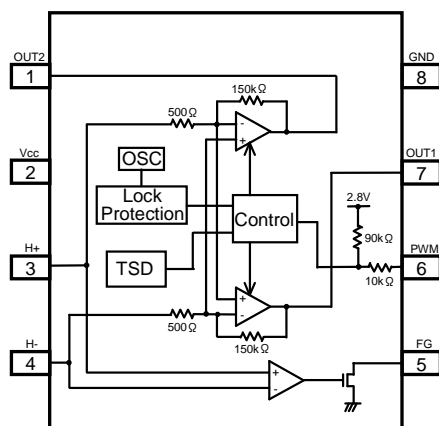 OUT2
1
Vcc
2
H+
3
H-
4
GND
8
OUT1
7
PWM
6
FG
5
150kΩ
500Ω
-
+
OSC
Lock
Protection
Control
TSD
2.8V
90kΩ
10kΩ
500Ω
+
-
150kΩ
+
-